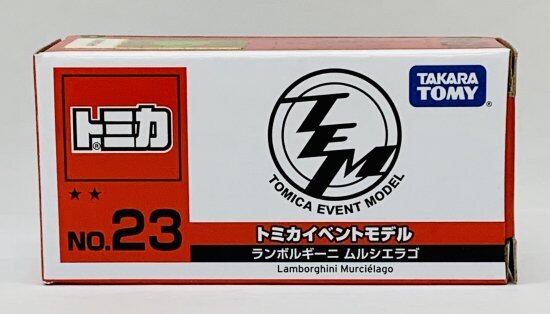 トミカ
®
★★
NO.23
TEM
TOMICA EVENT MODEL
TAKARA
TOMY®
トミカイベントモデル
ランボルギーニ ムルシエラゴ
Lamborghini Murciélago